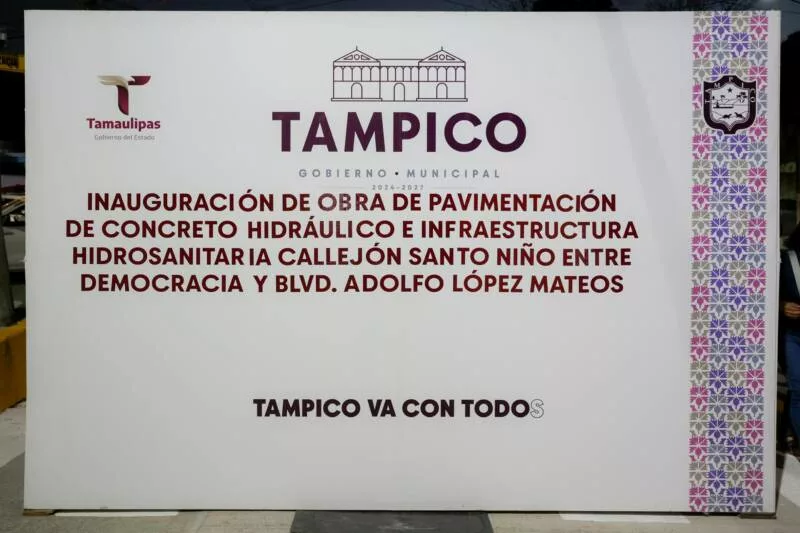 Tamaulipas
Gobierno del Estado
TAMPICO
GOBIERNO • MUNICIPAL
2024-2027
INAUGURACIÓN DE OBRA DE PAVIMENTACIÓN
DE CONCRETO HIDRÁULICO E INFRAESTRUCTURA
HIDROSANITARIA CALLEJÓN SANTO NIÑO ENTRE
DEMOCRACIA Y BLVD. ADOLFO LÓPEZ MATEOS
TAMPICO VA CON TODOS